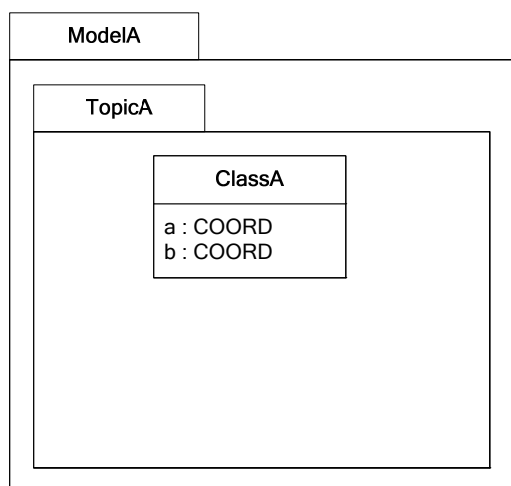 ModelA
TopicA
ClassA
a : COORD
b : COORD